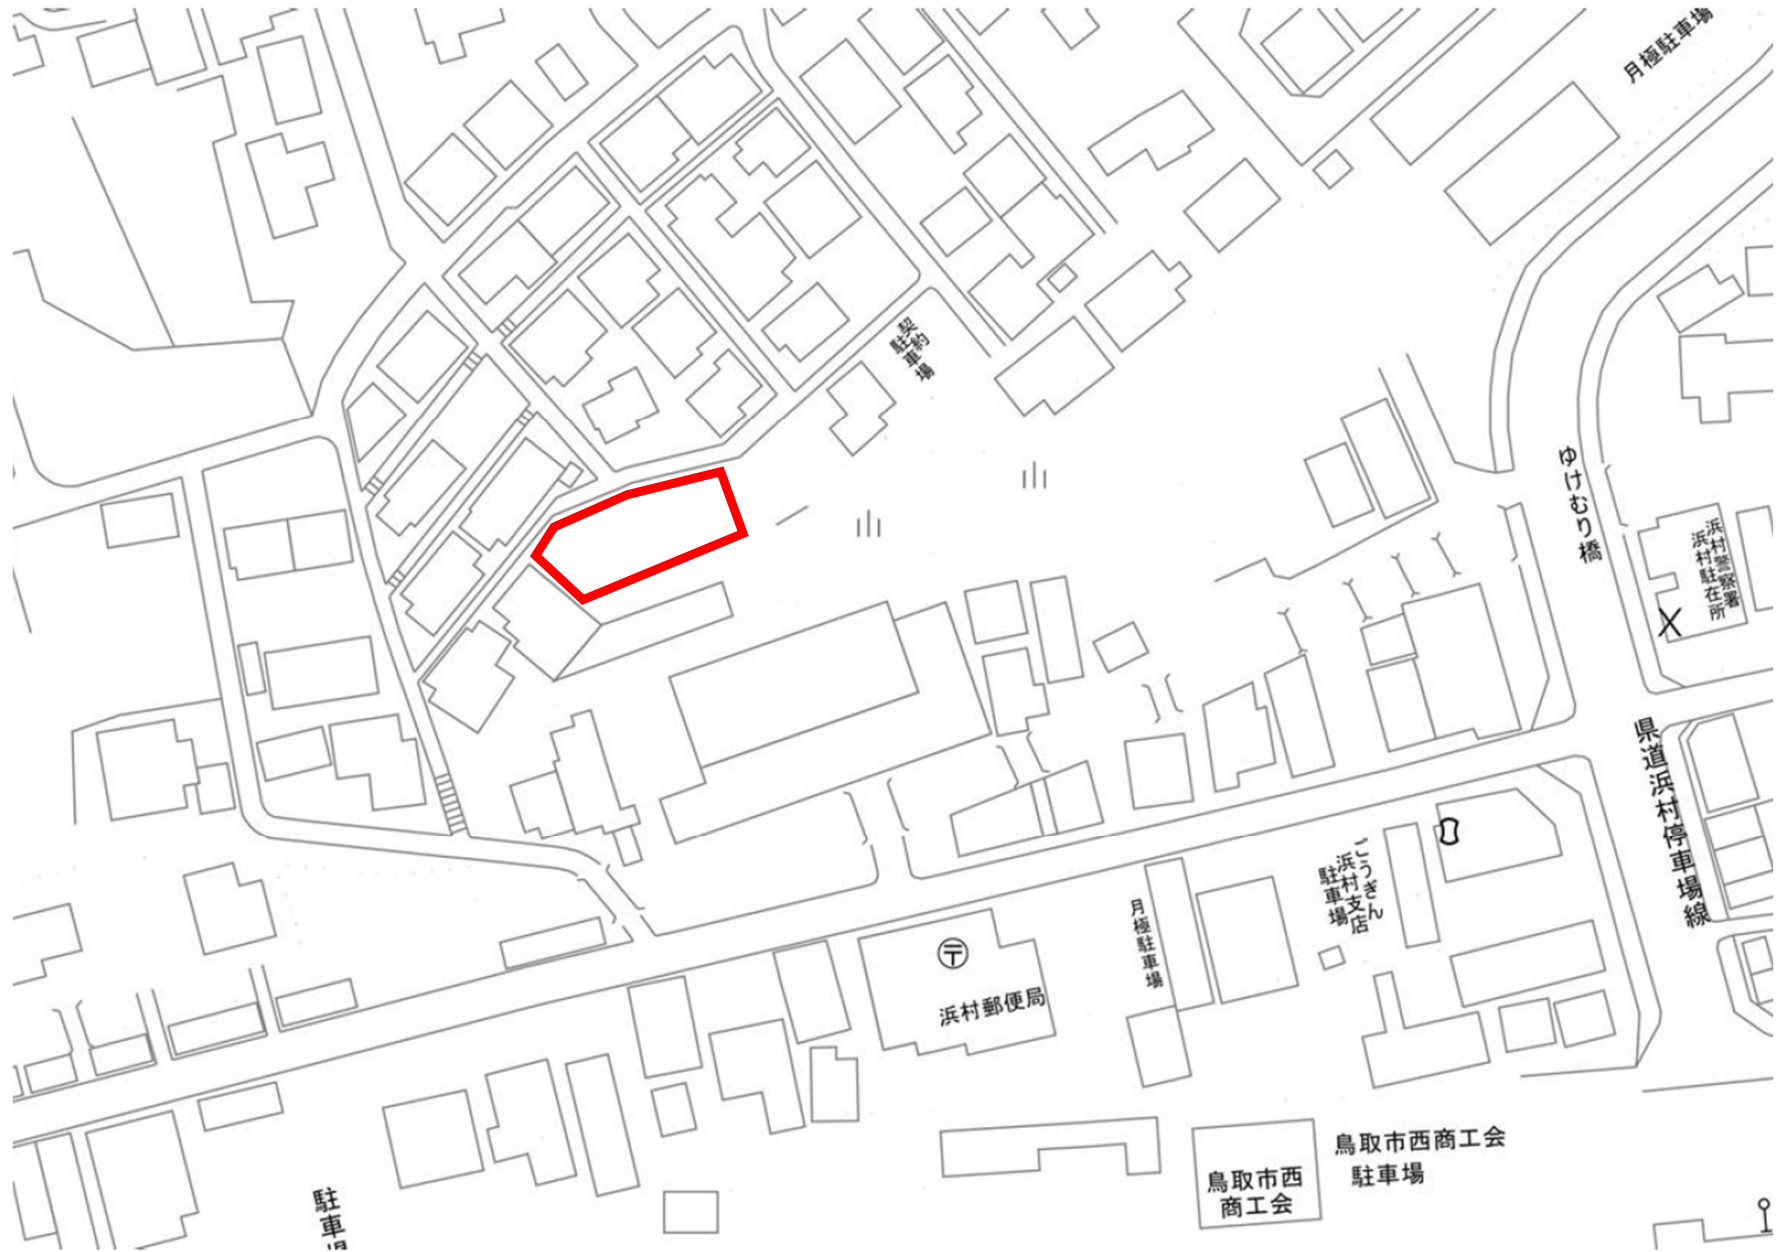 月極駐車場
契約
駐車場
ゆけむり橋
浜村警察署
浜村駐在所
県道浜村停車場線
ごうぎん
浜村支店
駐車場
月極駐車場
〒
浜村郵便局
鳥取市西商工会
駐車場
鳥取市西
商工会
駐車場